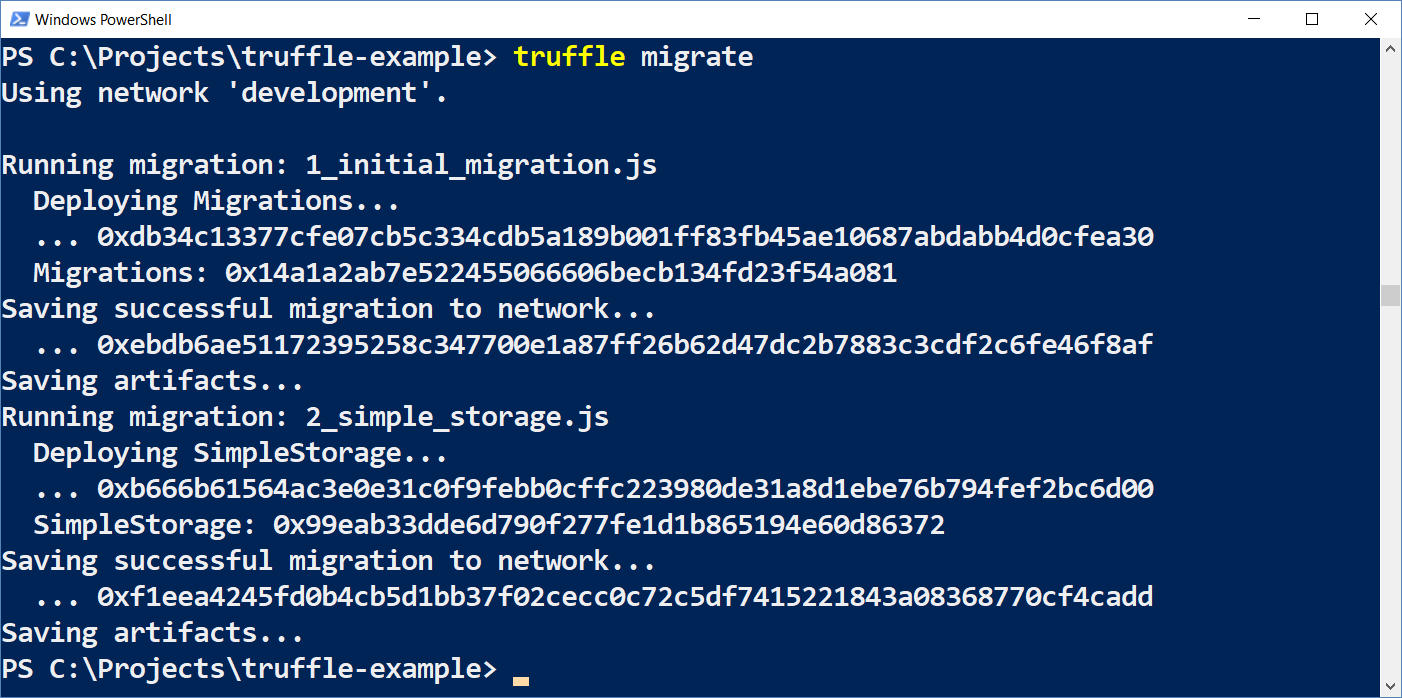 Windows PowerShell
PS C:\Projects\truffle-example> truffle migrate
Using network 'development'.
Running migration: 1_initial_migration.js
  Deploying Migrations...
  ... 0xdb34c13377cfe07cb5c334cdb5a189b001ff83fb45ae10687abdabb4d0cfea30
  Migrations: 0x14a1a2ab7e522455066606becb134fd23f54a081
Saving successful migration to network...
  ... 0xebdb6ae51172395258c347700e1a87ff26b62d47dc2b7883c3cdf2c6fe46f8af
Saving artifacts...
Running migration: 2_simple_storage.js
  Deploying SimpleStorage...
  ... 0xb666b61564ac3e0e31c0f9febb0cffc223980de31a8d1ebe76b794fef2bc6d00
  SimpleStorage: 0x99eab33dde6d790f277fe1d1b865194e60d86372
Saving successful migration to network...
  ... 0xf1eea4245fd0b4cb5d1bb37f02cecc0c72c5df7415221843a08368770cf4cadd
Saving artifacts...
PS C:\Projects\truffle-example>